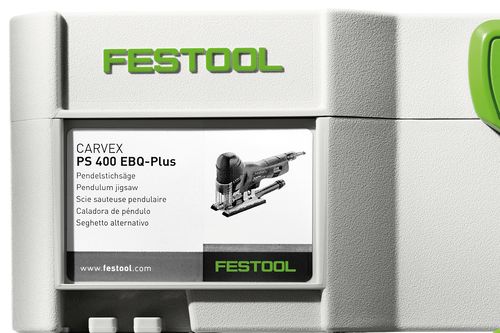 FESTOOL
CARVEX
PS 400 EBQ-Plus
Pendelstichsäge
Pendulum jigsaw
Scie sauteuse pendulaire
Caladora de péndulo
Seghetto alternativo
www.festool.com
FESTOOL